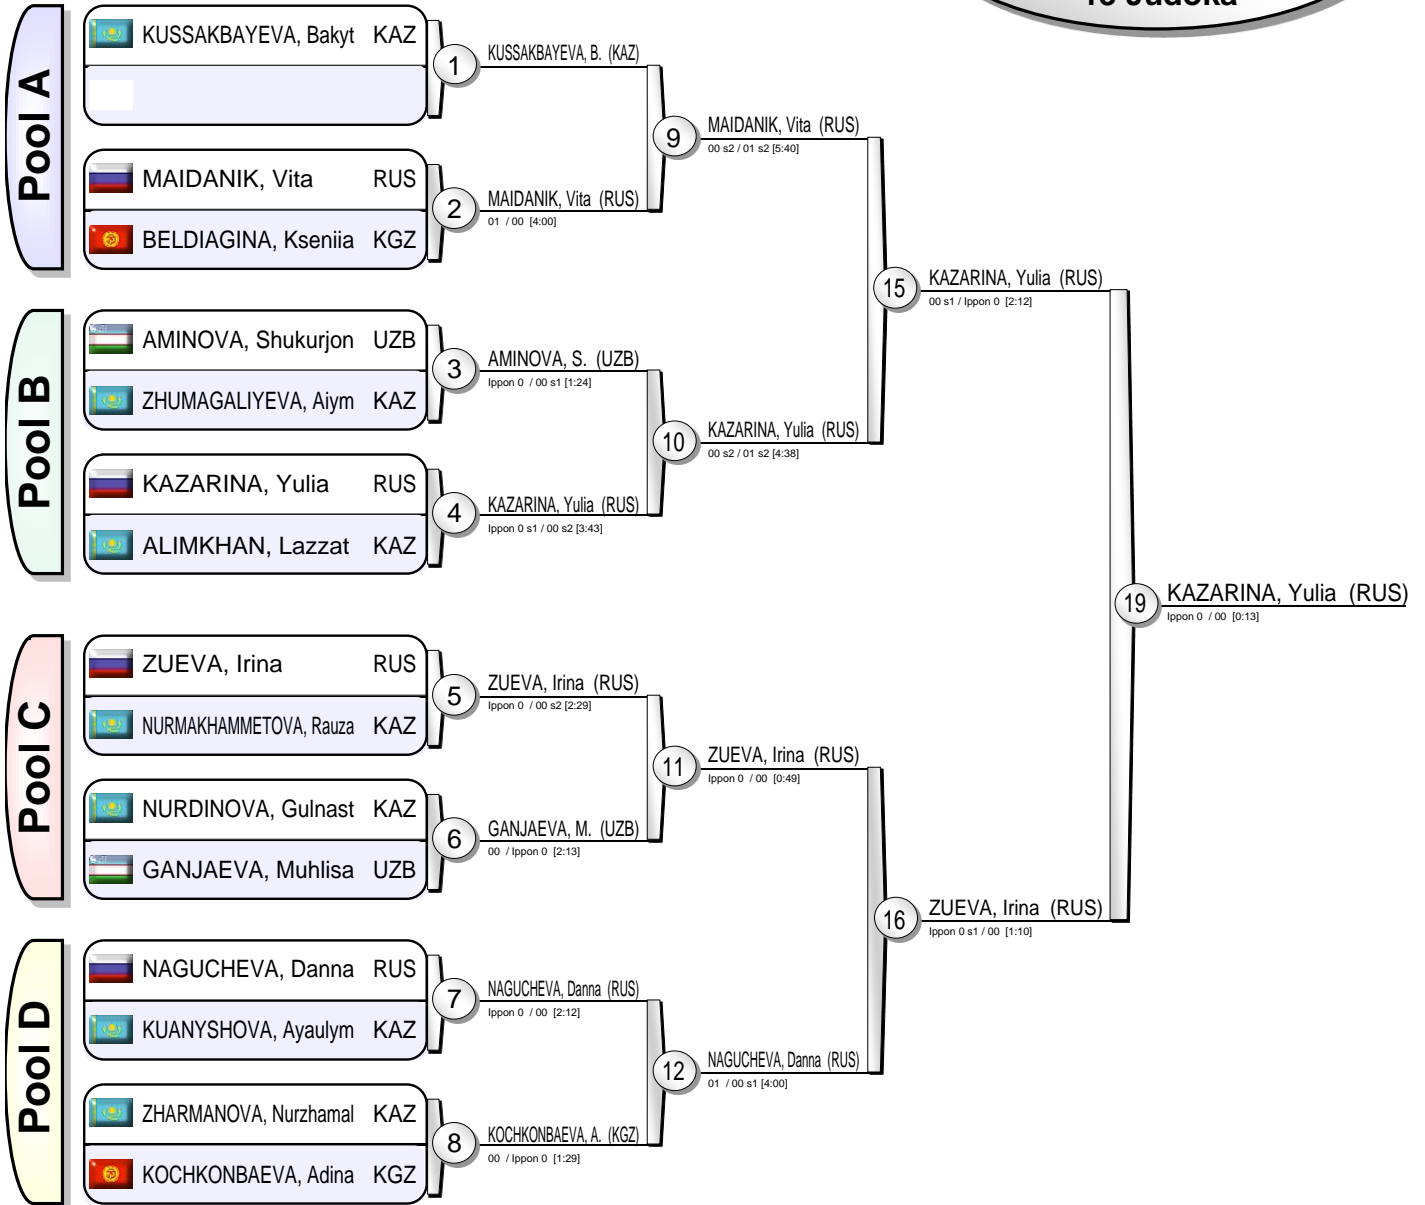 15 Judoka
Pool A
KUSSAKBAYEVA, Bakyt KAZ
1
KUSSAKBAYEVA, B. (KAZ)
MAIDANIK, Vita RUS
BELDIAGINA, Kseniia KGZ
2
MAIDANIK, Vita (RUS)
01 / 00 [4:00]
9
MAIDANIK, Vita (RUS)
00 s2 / 01 s2 [5:40]
Pool B
AMINOVA, Shukurjon UZB
ZHUMAGALIYEVA, Aiym KAZ
3
AMINOVA, S. (UZB)
Ippon 0 / 00 s1 [1:24]
KAZARINA, Yulia RUS
ALIMKHAN, Lazzat KAZ
4
KAZARINA, Yulia (RUS)
Ippon 0 s1 / 00 s2 [3:43]
10
KAZARINA, Yulia (RUS)
00 s2 / 01 s2 [4:38]
15
KAZARINA, Yulia (RUS)
00 s1 / Ippon 0 [2:12]
Pool C
ZUEVA, Irina RUS
NURMAKHAMMETOVA, Rauza KAZ
5
ZUEVA, Irina (RUS)
Ippon 0 / 00 s2 [2:29]
NURDINOVA, Gulnast KAZ
GANJAEVA, Muhlisa UZB
6
GANJAEVA, M. (UZB)
00 / Ippon 0 [2:13]
11
ZUEVA, Irina (RUS)
Ippon 0 / 00 [0:49]
Pool D
NAGUCHEVA, Danna RUS
KUANYSHOVA, Ayaulym KAZ
7
NAGUCHEVA, Danna (RUS)
Ippon 0 / 00 [2:12]
ZHARMANOVA, Nurzhamal KAZ
KOCHKONBAEVA, Adina KGZ
8
KOCHKONBAEVA, A. (KGZ)
00 / Ippon 0 [1:29]
12
NAGUCHEVA, Danna (RUS)
01 / 00 s1 [4:00]
16
ZUEVA, Irina (RUS)
Ippon 0 s1 / 00 [1:10]
19
KAZARINA, Yulia (RUS)
Ippon 0 / 00 [0:13]